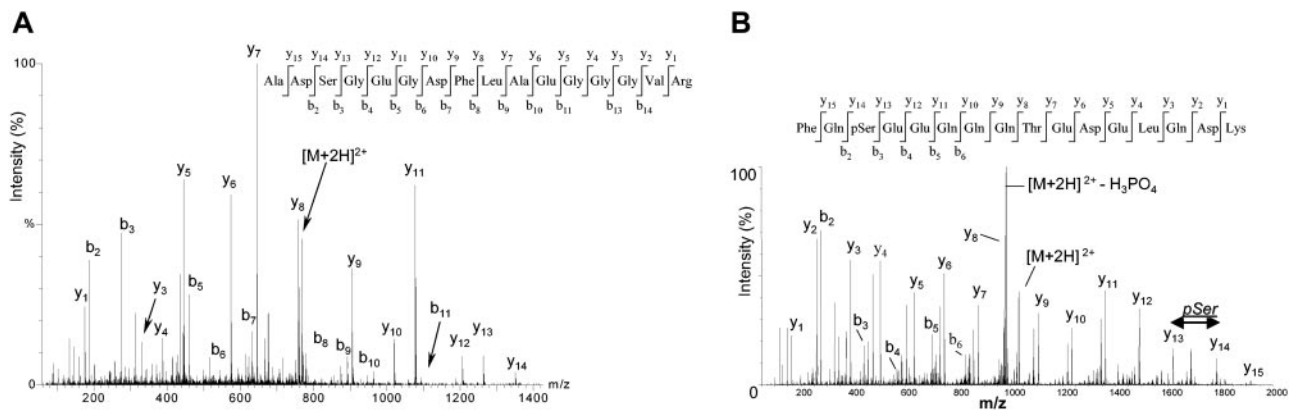 A
y7
y15 y14 y13 y12 y11 y10 y9 y8 y7 y6 y5 y4 y3 y2 y1
Ala Asp Ser Gly Glu Gly Asp Phe Leu Ala Glu Gly Gly Gly Val Arg
b2 b3 b4 b5 b6 b7 b8 b9 b10 b11 b13 b14
100
Intensity (%)
%
0
[M+2H]2+
y11
y5
y6
y8
b3
b2
y9
y1
y3
b5
y4
b7
b6
b8
b9
b10
y10
b11
y12
y13
y14
m/z
200 400 600 800 1000 1200 1400
B
y15 y14 y13 y12 y11 y10 y9 y8 y7 y6 y5 y4 y3 y2 y1
Phe Gln pSer Glu Glu Gln Gln Gln Thr Glu Asp Glu Leu Gln Asp Lys
b2 b3 b4 b5 b6
100
Intensity (%)
0
[M+2H] 2+ - H3PO4
y2
b2
y8
y3
y4
[M+2H] 2+
y6
y5
y7
y11
y9
y12
y10
pSer
y1
b3
b4
b5
b6
y13
y14
y15
200 400 600 800 1000 1200 1400 1600 1800 2000
m/z